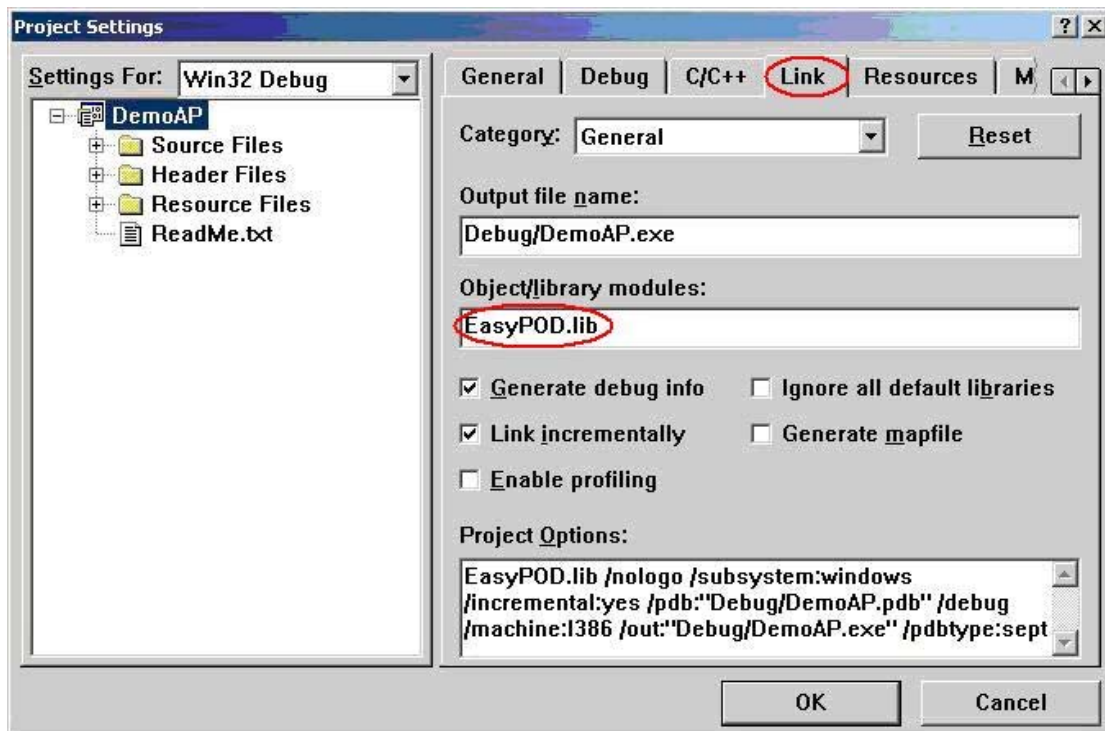 Project Settings
Settings For: Win32 Debug
DemoAP
Source Files
Header Files
Resource Files
ReadMe.txt
General Debug C/C++ Link Resources M
Category: General
Reset
Output file name:
Debug/DemoAP.exe
Object/library modules:
EasyPOD.lib
Generate debug info
Ignore all default libraries
Link incrementally
Generate mapfile
Enable profiling
Project Options:
EasyPOD.lib /nologo /subsystem:windows
/incremental:yes /pdb:"Debug/DemoAP.pdb" /debug
/machine:I386 /out:"Debug/DemoAP.exe" /pdbtype:sept
OK
Cancel